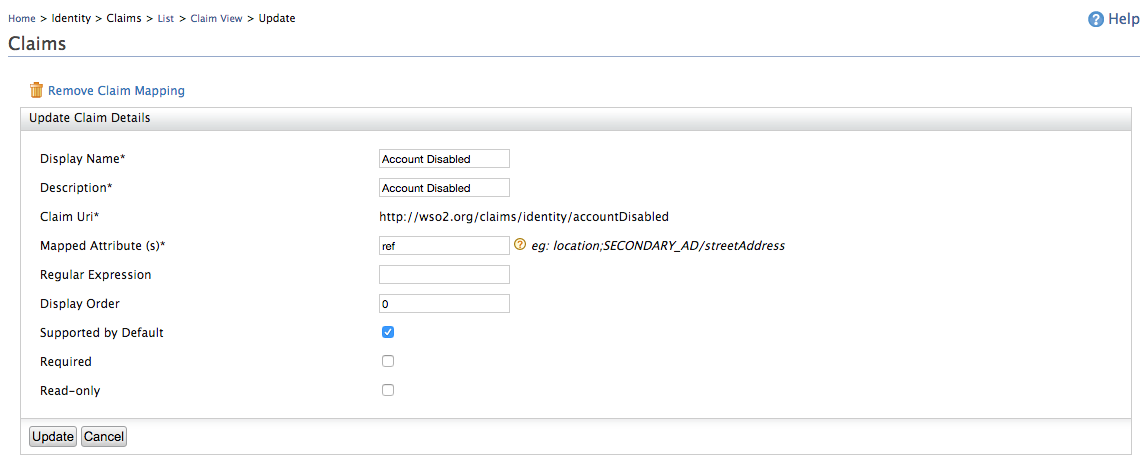 Home > Identity > Claims > List > Claim View > Update
Help
Claims
Remove Claim Mapping
Update Claim Details
Display Name* Account Disabled
Description* Account Disabled
Claim Uri* http://wso2.org/claims/identity/accountDisabled
Mapped Attribute (s)* ref ? eg: location;SECONDARY_AD/streetAddress
Regular Expression
Display Order 0
Supported by Default
Required
Read-only
Update Cancel